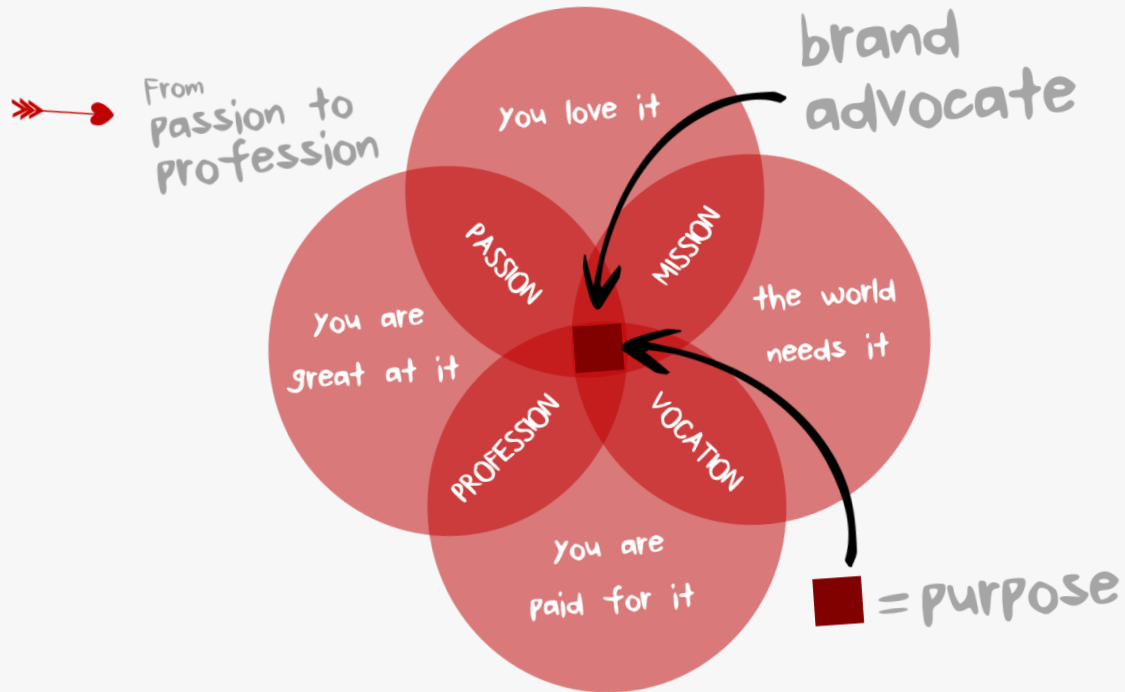 From
passion to
profession
brand
advocate
you love it
PASSION
MISSION
you are
great at it
the world
needs it
PROFESSION
VOCATION
you are
paid for it
= purpose